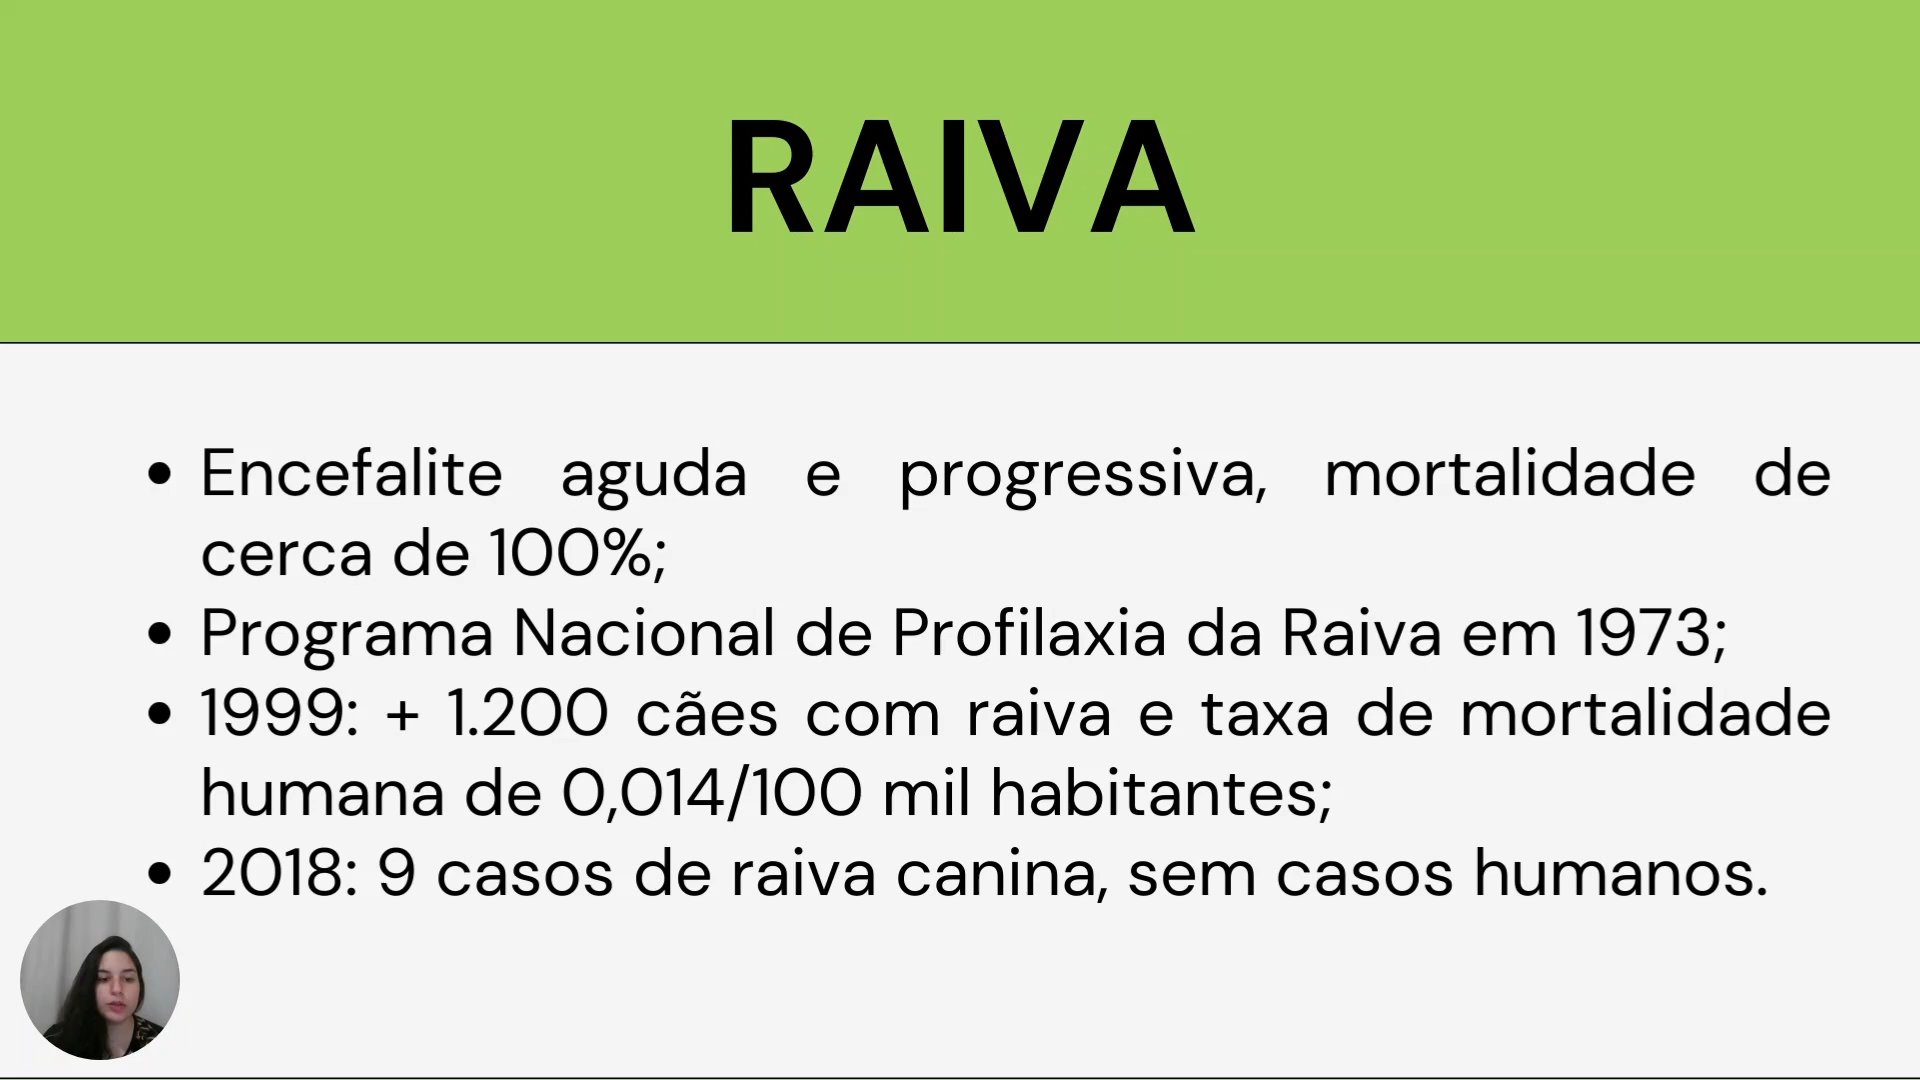 RAIVA
• Encefalite aguda e progressiva, mortalidade de
cerca de 100%;
• Programa Nacional de Profilaxia da Raiva em 1973;
• 1999: + 1.200 cães com raiva e taxa de mortalidade
humana de 0,014/100 mil habitantes;
• 2018: 9 casos de raiva canina, sem casos humanos.